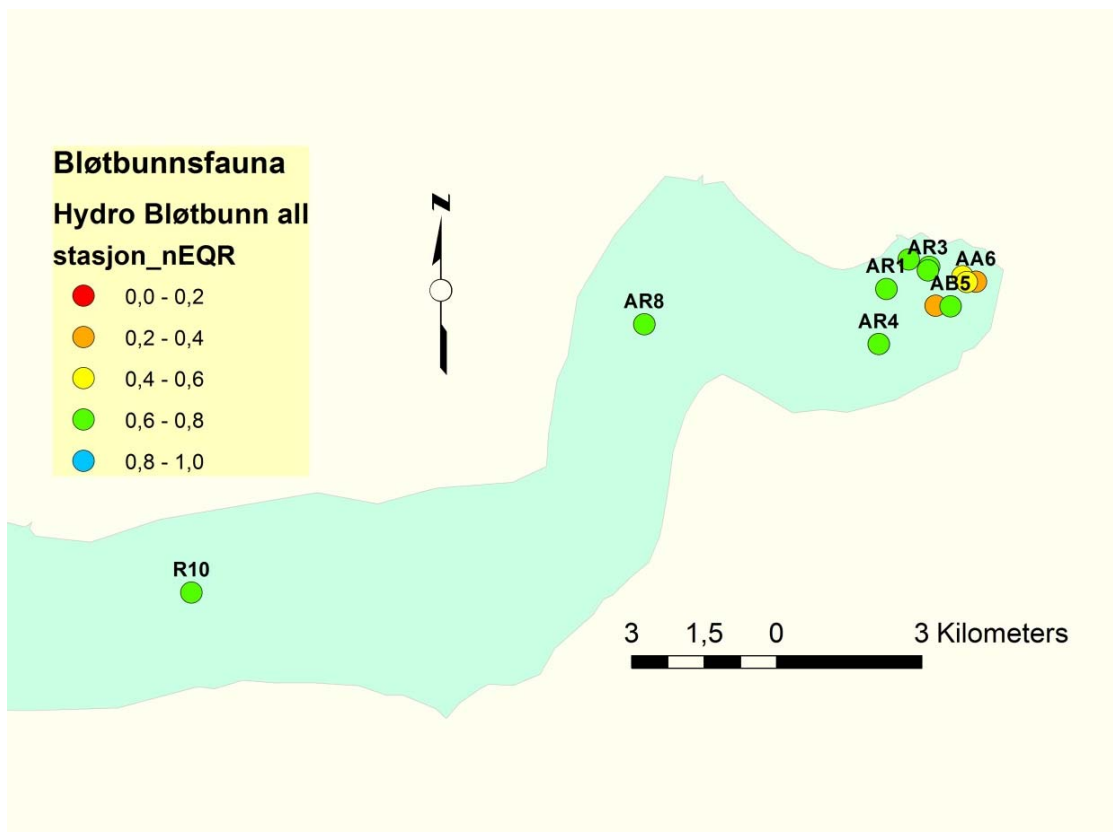 Bløtbunnsfauna
Hydro Bløtbunn all
stasjon_nEQR
0,0 - 0,2
0,2 - 0,4
0,4 - 0,6
0,6 - 0,8
0,8 - 1,0
N
AR3
AA6
AR1
AB5
AR8
AR4
R10
3 1,5 0 3 Kilometers